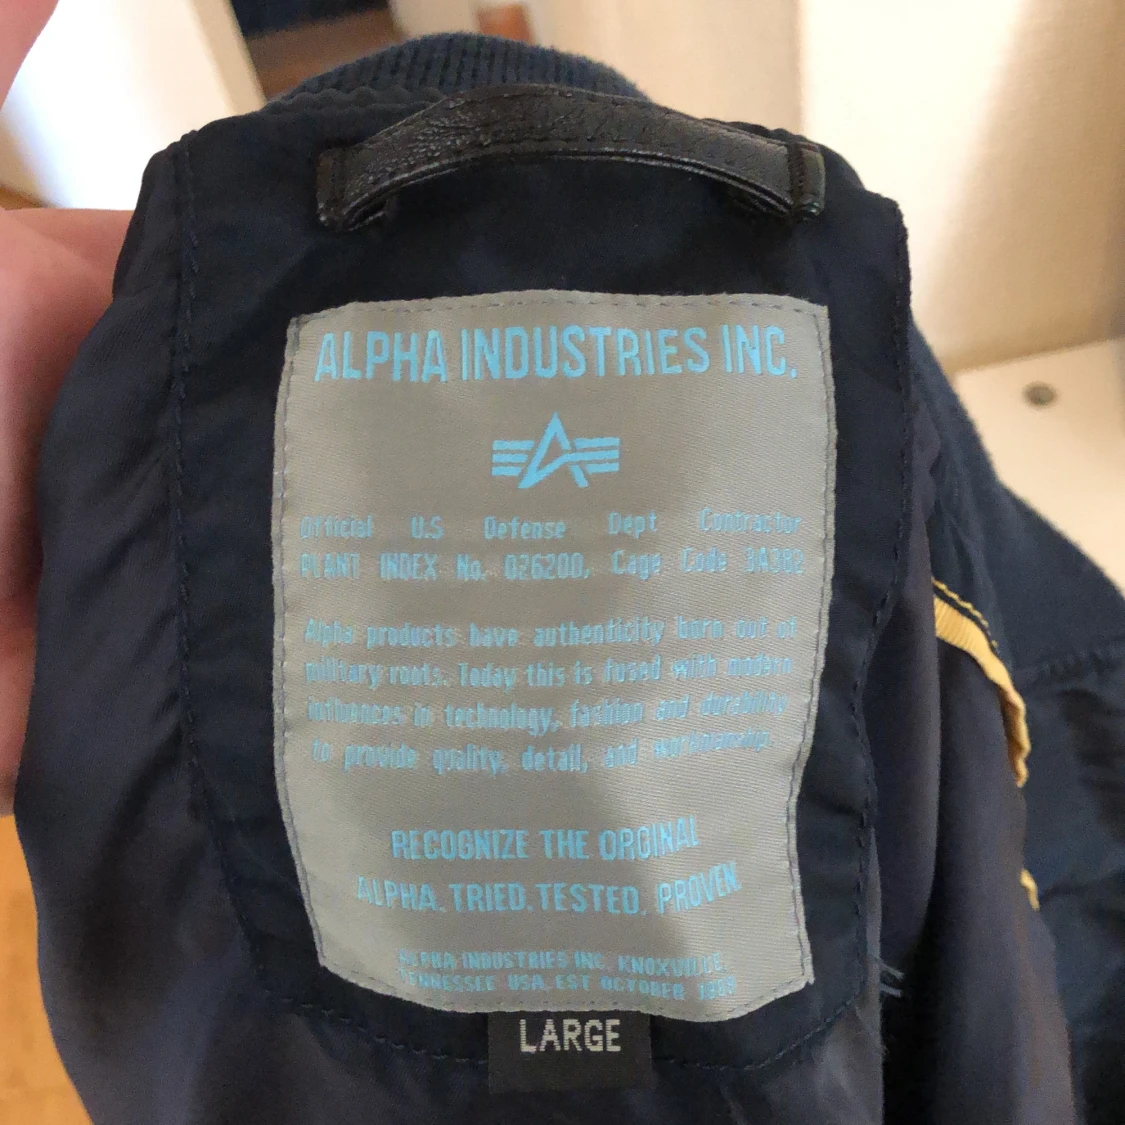 ALPHA INDUSTRIES INC.
Official U.S Defense Dept Contractor
PLANT INDEX No. 026200, Cage Code 3A382
Alpha products have authenticity born out of
military roots. Today this is fused with modern
influences in technology, fashion and durability
to provide quality, detail, and workmanship.
RECOGNIZE THE ORGINAL
ALPHA. TRIED. TESTED. PROVEN.
ALPHA INDUSTRIES INC. KNOXVILLE,
TENNESSEE USA, EST OCTOBER
LARGE